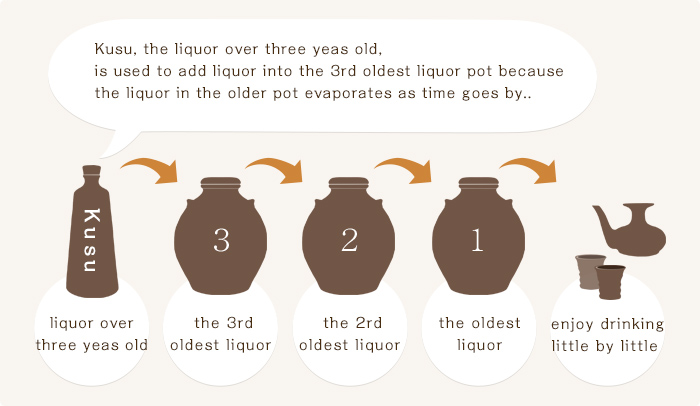 Kusu, the liquor over three yeas old,
is used to add liquor into the 3rd oldest liquor pot because
the liquor in the older pot evaporates as time goes by..
Kusu
3
2
1
liquor over
three yeas old
the 3rd
oldest liquor
the 2rd
oldest liquor
the oldest
liquor
enjoy drinking
little by little